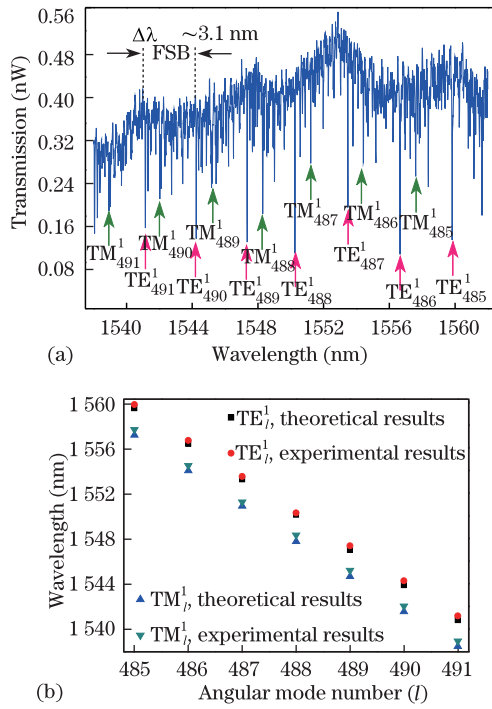 (a)
Transmission (nW)
0.56
0.48
0.40
0.32
0.24
0.16
0.08
Δλ ~3.1 nm
FSB
TM¹₄₉₁
TE¹₄₉₁
TM¹₄₉₀
TE¹₄₉₀
TM¹₄₈₉
TE¹₄₈₉
TM¹₄₈₈
TE¹₄₈₈
TM¹₄₈₇
TE¹₄₈₇
TM¹₄₈₆
TE¹₄₈₆
TM¹₄₈₅
TE¹₄₈₅
1540 1544 1548 1552 1556 1560
Wavelength (nm)
(b)
Wavelength (nm)
1 560
1 556
1 552
1 548
1 544
1 540
TE¹ₗ, theoretical results
TE¹ₗ, experimental results
TM¹ₗ, theoretical results
TM¹ₗ, experimental results
485 486 487 488 489 490 491
Angular mode number (l)